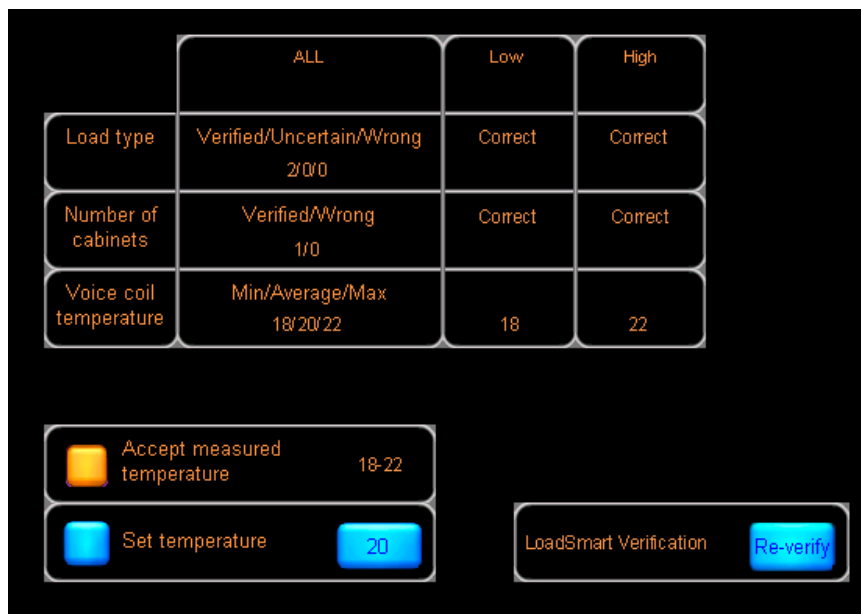 ALL Low High
Load type Verified/Uncertain/Wrong Correct Correct
2/0/0
Number of Verified/Wrong Correct Correct
cabinets 1/0
Voice coil Min/Average/Max
temperature 18/20/22 18 22
Accept measured
temperature 18-22
Set temperature 20
LoadSmart Verification Re-verify